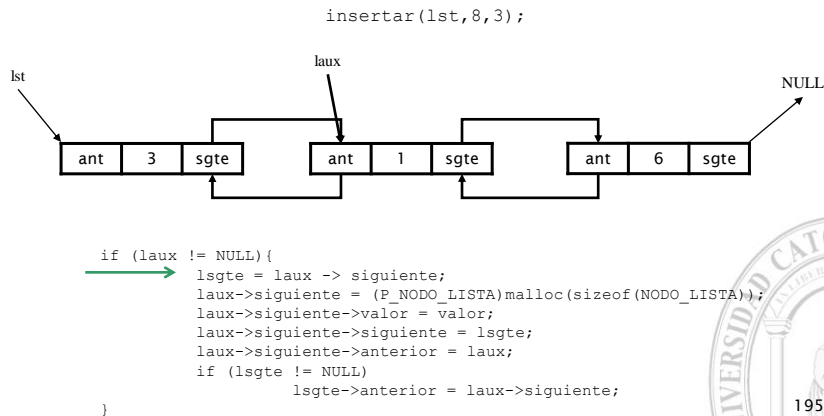 insertar(lst,8,3);
laux
lst
NULL
ant 3 sgte ant 1 sgte ant 6 sgte
if (laux != NULL){
lsgte = laux -> siguiente;
laux->siguiente = (P_NODO_LISTA)malloc(sizeof(NODO_LISTA));
laux->siguiente->valor = valor;
laux->siguiente->siguiente = lsgte;
laux->siguiente->anterior = laux;
if (lsgte != NULL)
lsgte->anterior = laux->siguiente;
}
195